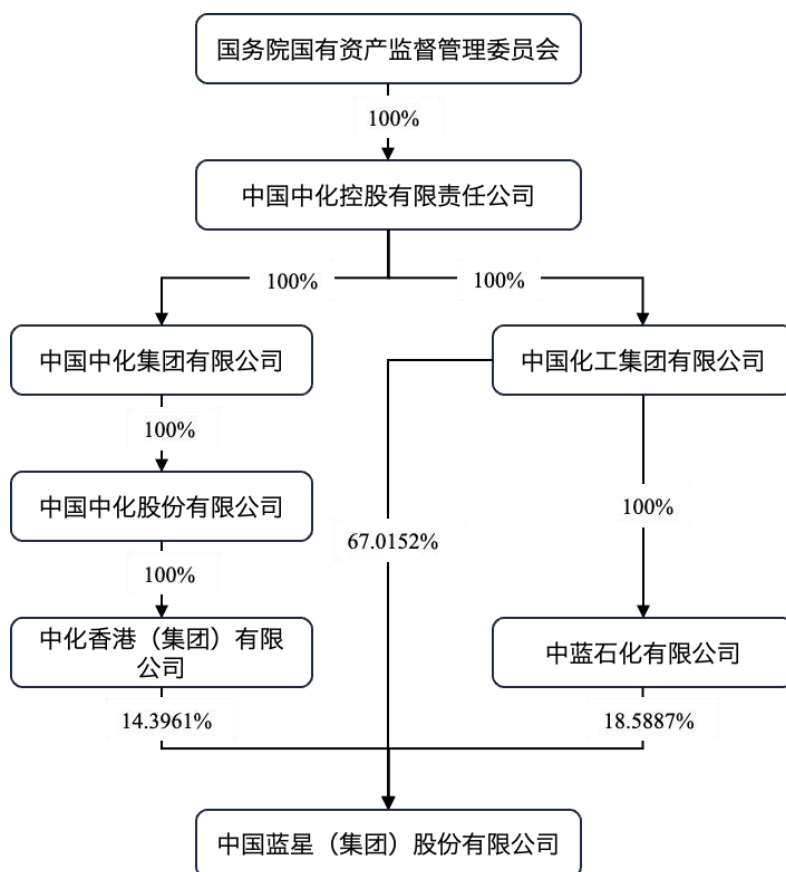 国务院国有资产监督管理委员会
100%
中国中化控股有限责任公司
100%
100%
中国中化集团有限公司
中国化工集团有限公司
100%
中国中化股份有限公司
100%
67.0152%
100%
中化香港（集团）有限
公司
中蓝石化有限公司
14.3961%
18.5887%
中国蓝星（集团）股份有限公司